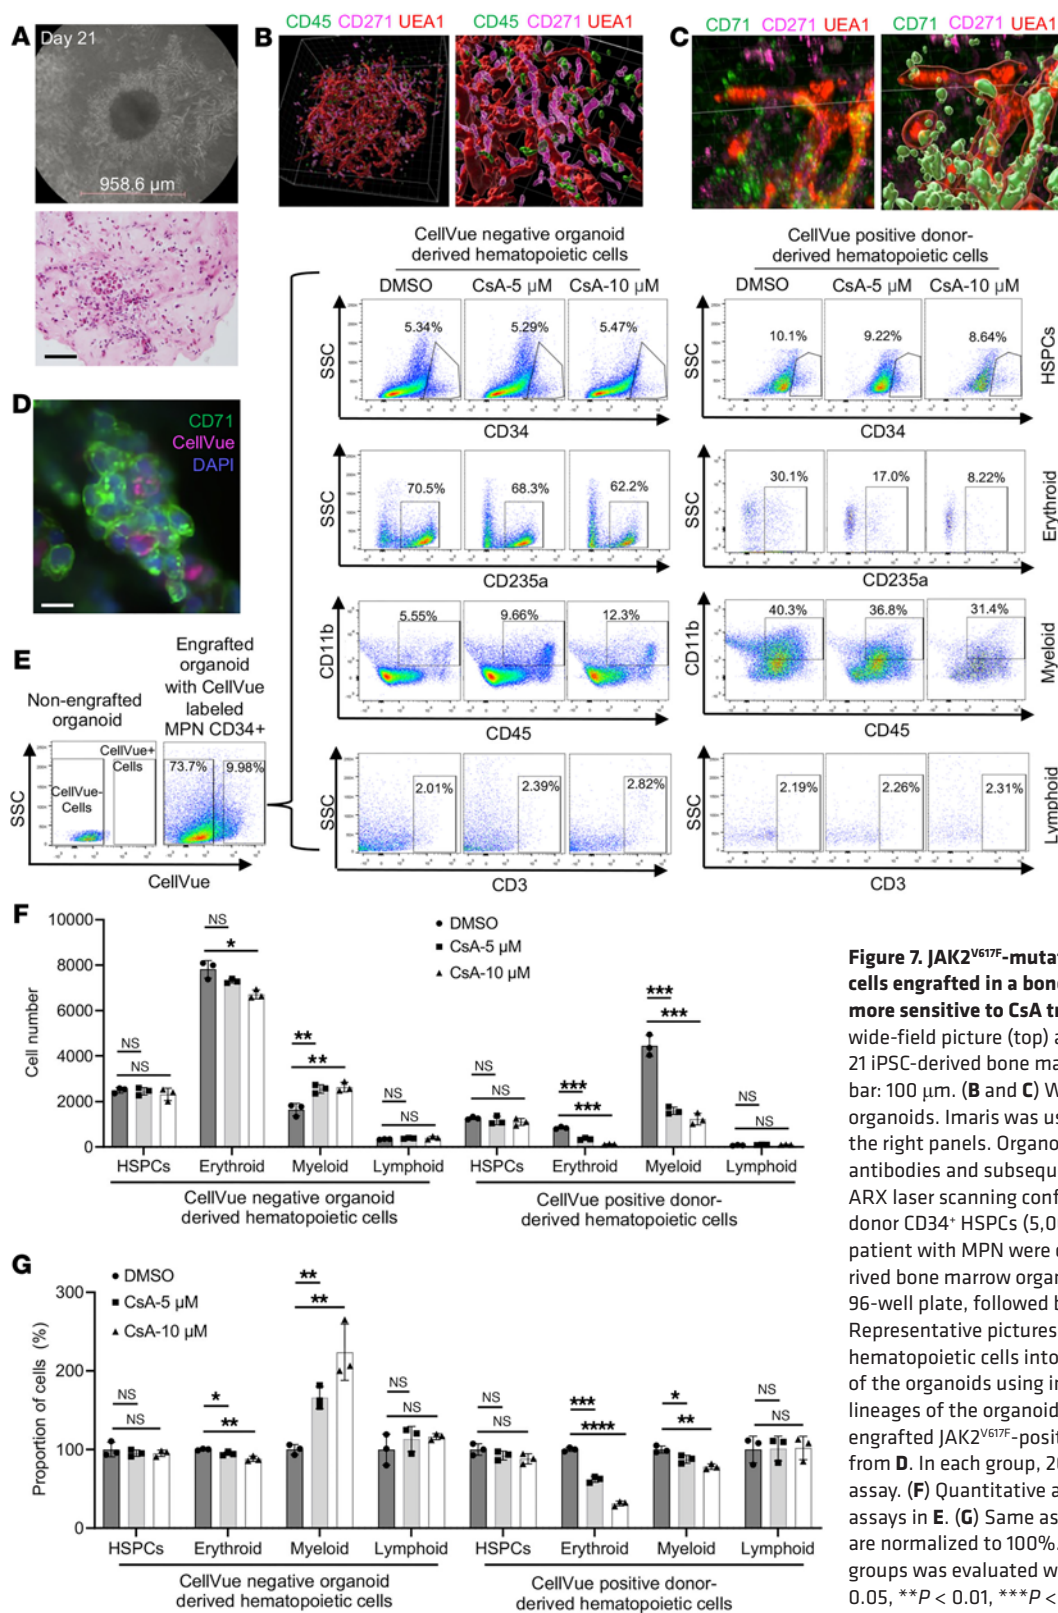 A
Day 21
958.6 µm
B
CD45 CD271 UEA1
CD45 CD271 UEA1
C
CD71 CD271 UEA1
CD71 CD271 UEA1
D
CD71
CellVue
DAPI
E
Non-engrafted
organoid
Engrafted
organoid
with CellVue
labeled
MPN CD34+
CellVue-
Cells
CellVue+
Cells
73.7%
9.98%
SSC
CellVue
CellVue negative organoid
derived hematopoietic cells
DMSO
CsA-5 µM
CsA-10 µM
5.34%
5.29%
5.47%
SSC
CD34
70.5%
68.3%
62.2%
SSC
CD235a
5.55%
9.66%
12.3%
CD11b
CD45
2.01%
2.39%
2.82%
SSC
CD3
CellVue positive donor-
derived hematopoietic cells
DMSO
CsA-5 µM
CsA-10 µM
10.1%
9.22%
8.64%
SSC
CD34
HSPCs
30.1%
17.0%
8.22%
SSC
CD235a
Erythroid
40.3%
36.8%
31.4%
CD11b
CD45
Myeloid
2.19%
2.26%
2.31%
SSC
CD3
Lymphoid
F
Cell number
10000
8000
6000
4000
2000
0
DMSO
CsA-5 µM
CsA-10 µM
NS
NS
NS
*
**
**
NS
NS
NS
NS
***
***
***
***
NS
NS
HSPCs Erythroid Myeloid Lymphoid HSPCs Erythroid Myeloid Lymphoid
CellVue negative organoid
derived hematopoietic cells
CellVue positive donor-
derived hematopoietic cells
G
Proportion of cells (%)
300
200
100
0
DMSO
CsA-5 µM
CsA-10 µM
NS
NS
*
**
**
**
NS
NS
NS
NS
***
****
*
**
NS
NS
HSPCs Erythroid Myeloid Lymphoid HSPCs Erythroid Myeloid Lymphoid
CellVue negative organoid
derived hematopoietic cells
CellVue positive donor-
derived hematopoietic cells
Figure 7. JAK2V617F-mutat
cells engrafted in a bone
more sensitive to CsA tr
wide-field picture (top) a
21 iPSC-derived bone ma
bar: 100 μm. (B and C) W
organoids. Imaris was us
the right panels. Organo
antibodies and subsequ
ARX laser scanning conf
donor CD34+ HSPCs (5,0
patient with MPN were c
rived bone marrow organ
96-well plate, followed b
Representative pictures
hematopoietic cells into
of the organoids using in
lineages of the organoid
engrafted JAK2V617F-posit
from D. In each group, 20
assay. (F) Quantitative a
assays in E. (G) Same as
are normalized to 100%.
groups was evaluated w
0.05, **P < 0.01, ***P <